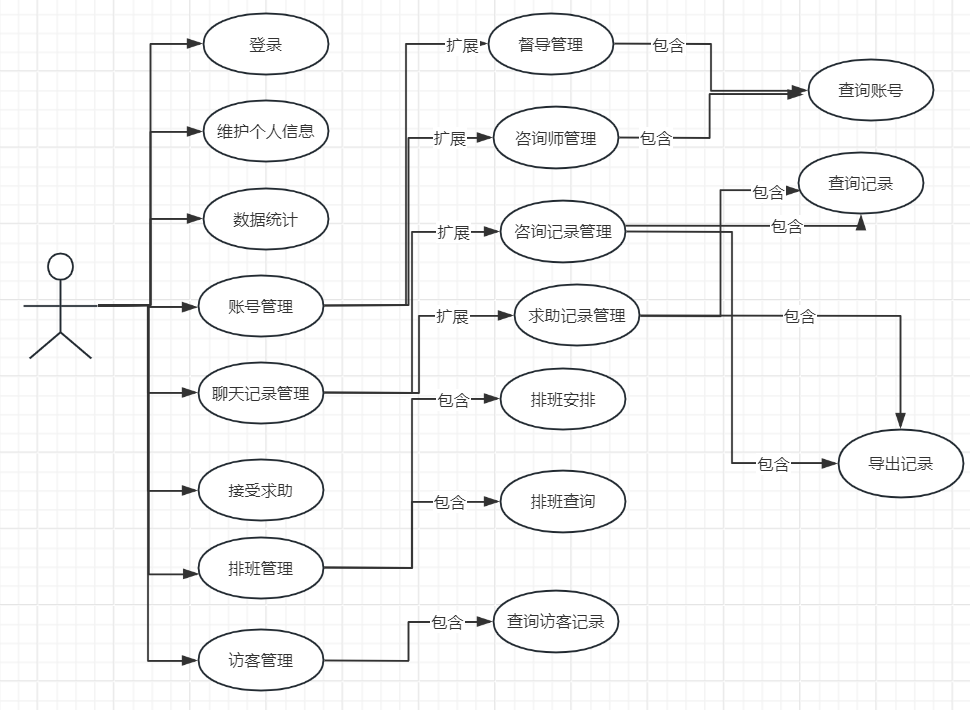 登录
维护个人信息
数据统计
账号管理
聊天记录管理
接受求助
排班管理
访客管理
扩展
督导管理
包含
扩展
咨询师管理
包含
查询账号
扩展
咨询记录管理
包含
包含
查询记录
扩展
求助记录管理
包含
包含
导出记录
包含
排班安排
包含
排班查询
包含
查询访客记录